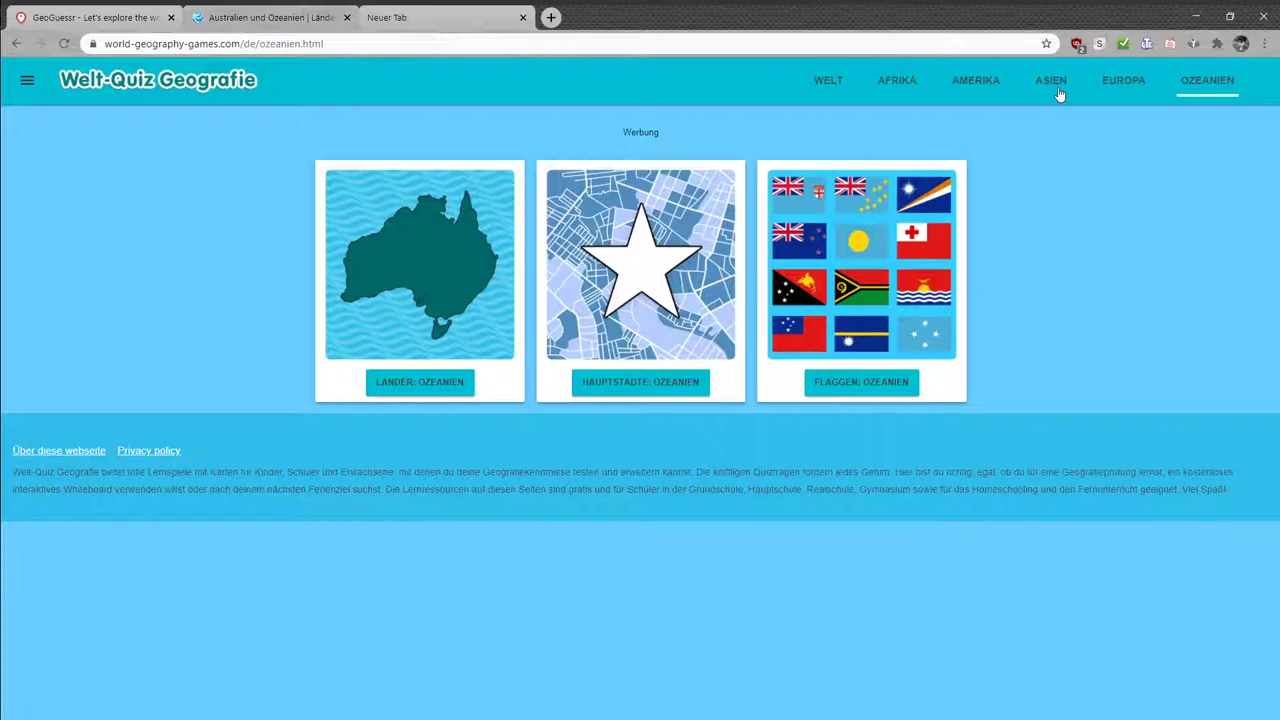 GeoGuessr - Let's explore the wo
Australien und Ozeanien | Lände
Neuer Tab
world-geography-games.com/de/ozeanien.html
2
Welt-Quiz Geografie
WELT
AFRIKA
AMERIKA
ASIEN
EUROPA
OZEANIEN
Werbung
LÄNDER: OZEANIEN
HAUPTSTÄDTE: OZEANIEN
FLAGGEN: OZEANIEN
Über diese webseite Privacy policy
Welt-Quiz Geografie bietet tolle Lernspiele mit Karten für Kinder, Schüler und Erwachsene, mit denen du deine Geografiekenntnisse testen und erweitern kannst. Die kniffligen Quizfragen fordern jedes Gehirn. Hier bist du richtig, egal, ob du für eine Geografieprüfung lernst, ein kostenloses
interaktives Whiteboard verwenden willst oder nach deinem nächsten Ferienziel suchst. Die Lernressourcen auf diesen Seiten sind gratis und für Schüler in der Grundschule, Hauptschule, Realschule, Gymnasium sowie für das Homeschooling und den Fernunterricht geeignet. Viel Spaß!